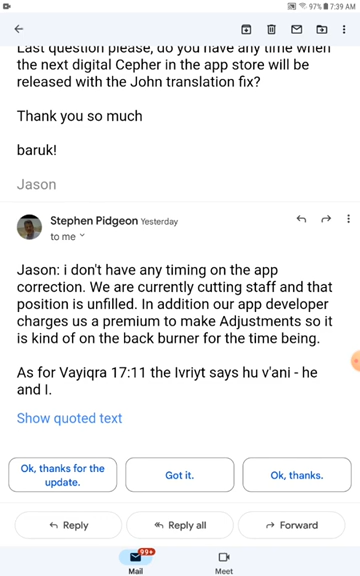 97% 7:39 AM
Last question please, do you have any time when
the next digital Cepher in the app store will be
released with the John translation fix?
Thank you so much
baruk!
Jason
Stephen Pidgeon Yesterday
to me
Jason: i don't have any timing on the app
correction. We are currently cutting staff and that
position is unfilled. In addition our app developer
charges us a premium to make Adjustments so it
is kind of on the back burner for the time being.
As for Vayiqra 17:11 the Ivriyt says hu v'ani - he
and I.
Show quoted text
Ok, thanks for the
update.
Got it.
Ok, thanks.
Reply
Reply all
Forward
99+
Mail
Meet